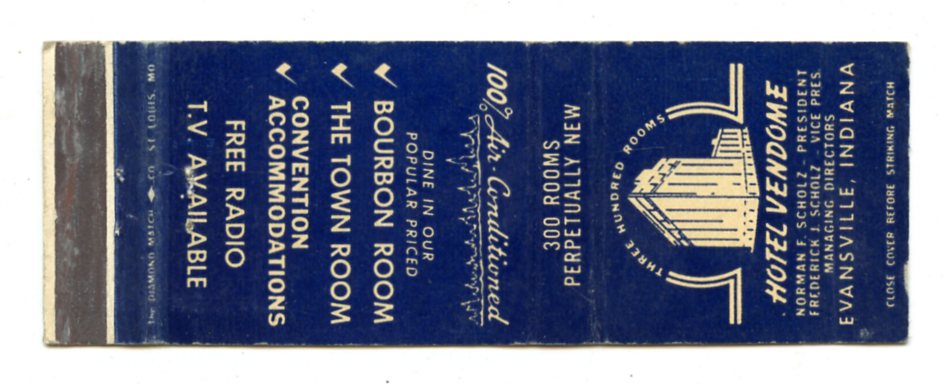 THREE HUNDRED ROOMS
HOTEL VENDOME
NORMAN F. SCHOLZ - PRESIDENT
FREDERICK J. SCHOLZ - VICE PRES.
MANAGING DIRECTORS
EVANSVILLE, INDIANA
CLOSE COVER BEFORE STRIKING MATCH
300 ROOMS
PERPETUALLY NEW
100% Air-Conditioned
DINE IN OUR
POPULAR PRICED
✓ BOURBON ROOM
✓ THE TOWN ROOM
✓ CONVENTION
ACCOMMODATIONS
FREE RADIO
T.V. AVAILABLE
THE DIAMOND MATCH CO. ST. LOUIS, MO.